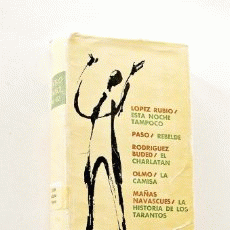 LOPEZ RUBIO/
ESTA NOCHE
TAMPOCO
PASO/ REBELDE
RODRIGUEZ
BUDED/ EL
CHARLATAN
OLMO/ LA
CAMISA
MAÑAS
NAVASCUES/ LA
HISTORIA DE LOS
TARANTOS